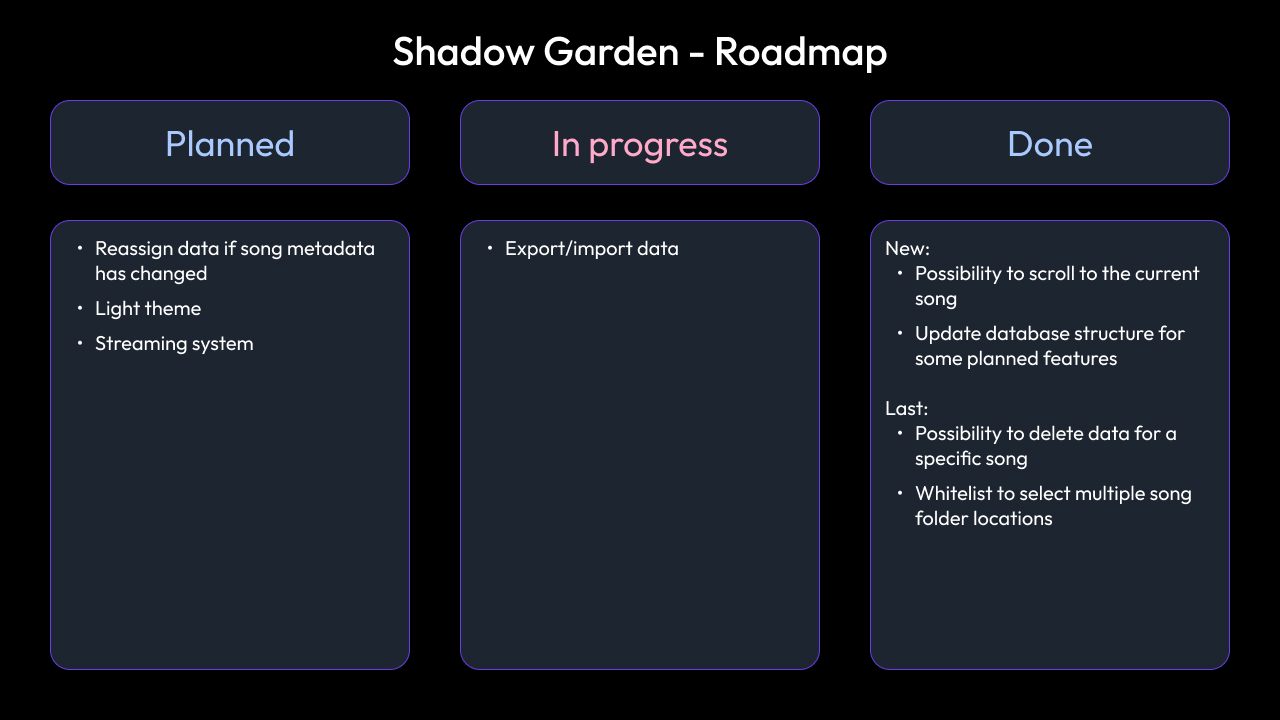 Shadow Garden - Roadmap
Planned
• Reassign data if song metadata
has changed
• Light theme
• Streaming system
In progress
• Export/import data
Done
New:
• Possibility to scroll to the current
song
• Update database structure for
some planned features
Last:
• Possibility to delete data for a
specific song
• Whitelist to select multiple song
folder locations